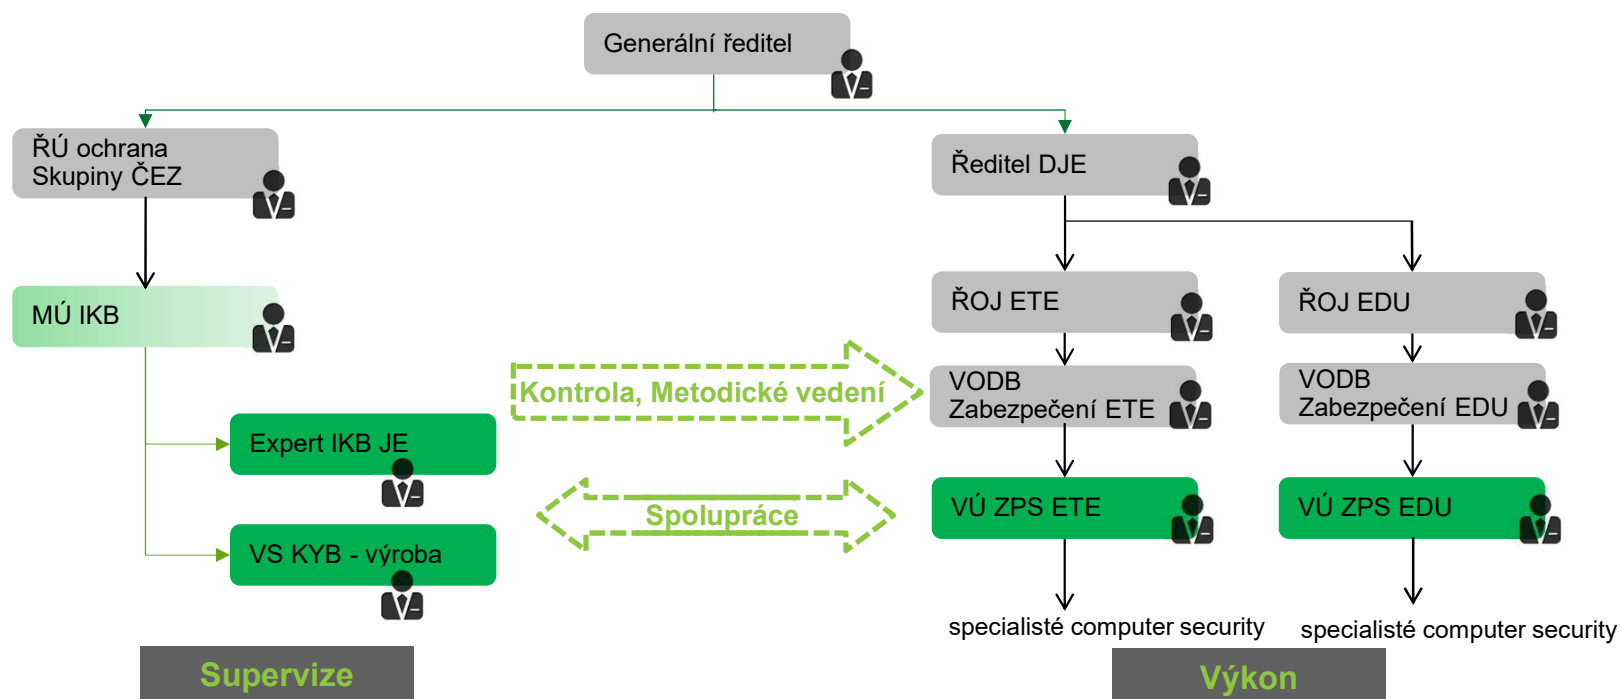 Generální ředitel
ŘÚ ochrana
Skupiny ČEZ
Ředitel DJE
MÚ IKB
ŘOJ ETE
ŘOJ EDU
Kontrola, Metodické vedení
VODB
Zabezpečení ETE
VODB
Zabezpečení EDU
Expert IKB JE
Spolupráce
VÚ ZPS ETE
VÚ ZPS EDU
VS KYB - výroba
specialisté computer security
specialisté computer security
Supervize
Výkon